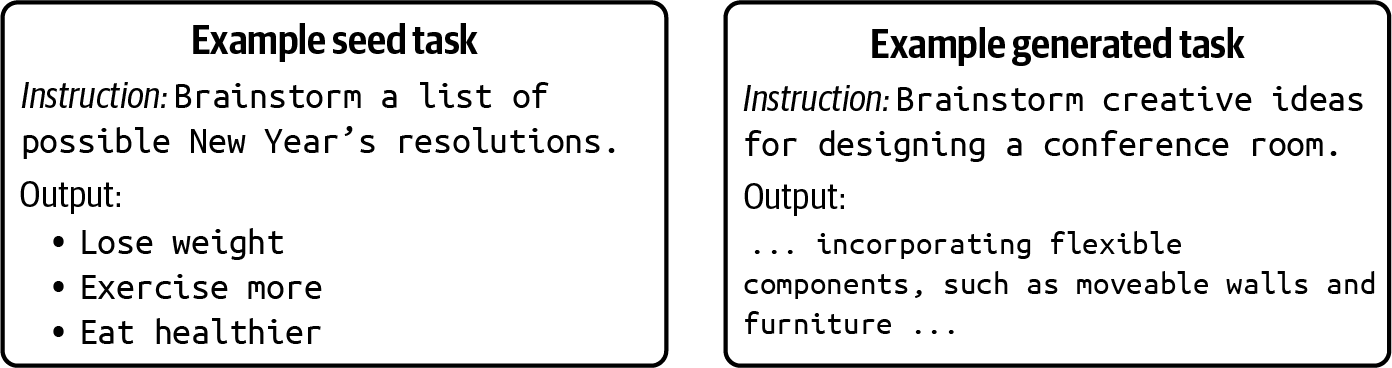 Example seed task
Instruction: Brainstorm a list of
possible New Year’s resolutions.
Output:
• Lose weight
• Exercise more
• Eat healthier
Example generated task
Instruction: Brainstorm creative ideas
for designing a conference room.
Output:
... incorporating flexible
components, such as moveable walls and
furniture ...